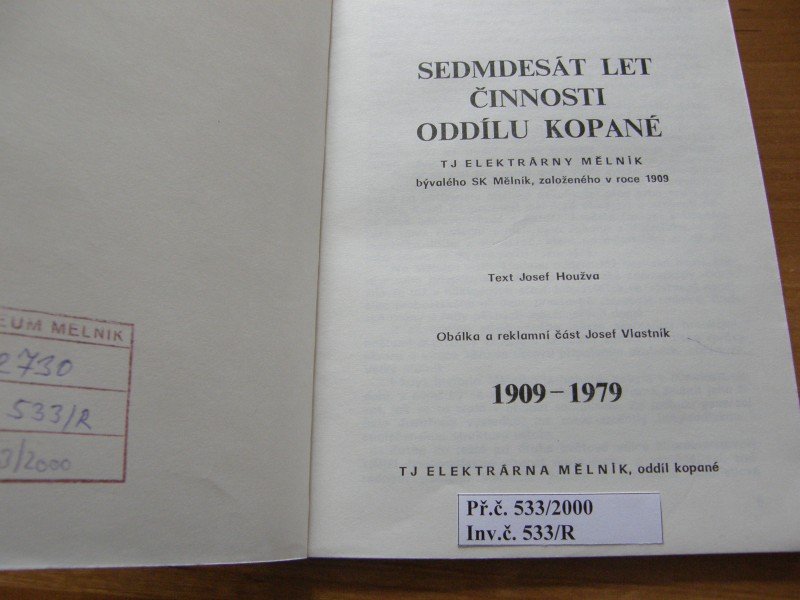 EUM MĚLNÍK
2730
533/R
3/2000
SEDMDESÁT LET
ČINNOSTI
ODDÍLU KOPANÉ
TJ ELEKTRÁRNY MĚLNÍK
bývalého SK Mělník, založeného v roce 1909
Text Josef Houžva
Obálka a reklamní část Josef Vlastník
1909 – 1979
TJ ELEKTRÁRNA MĚLNÍK, oddíl kopané
Př.č. 533/2000
Inv.č. 533/R